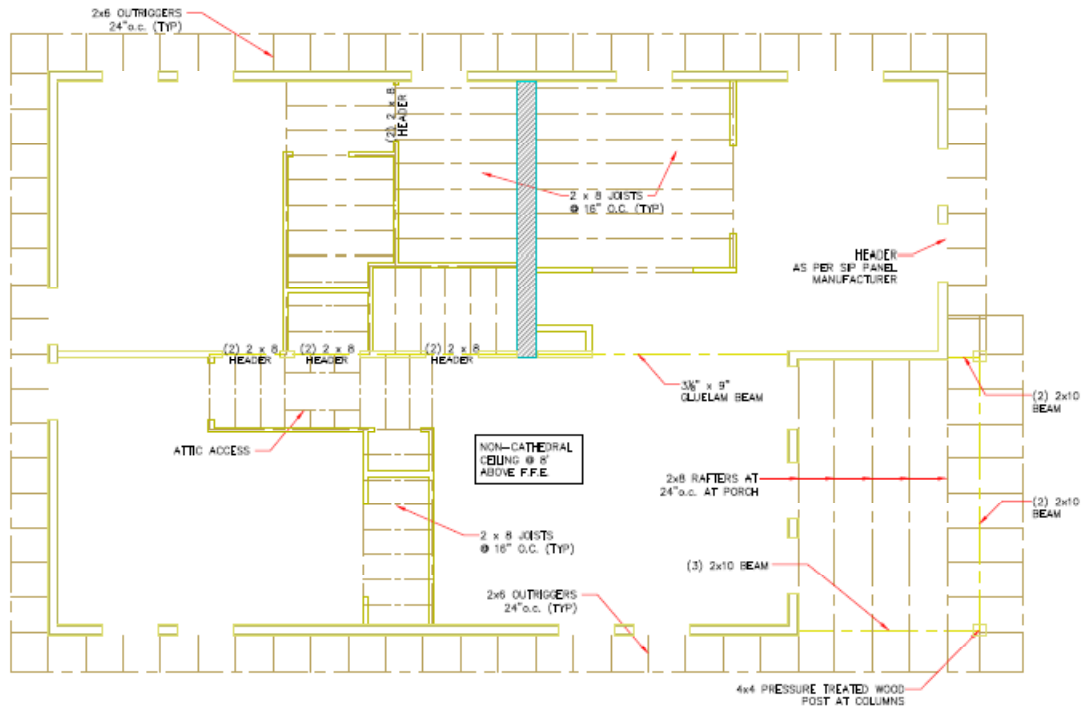 2x6 OUTRIGGERS
24"o.c. (TYP)
(2) 2 x 8
HEADER
2 x 8 JOISTS
@ 16" O.C. (TYP)
HEADER
AS PER SIP PANEL
MANUFACTURER
(2) 2 x 8
HEADER
(2) 2 x 8
HEADER
(2) 2 x 8
HEADER
3⅛" x 9"
GLUELAM BEAM
(2) 2x10
BEAM
ATTIC ACCESS
NON-CATHEDRAL
CEILING @ 8'
ABOVE F.F.E.
2x8 RAFTERS AT
24"o.c. AT PORCH
(2) 2x10
BEAM
2 x 8 JOISTS
@ 16" O.C. (TYP)
(3) 2x10 BEAM
2x6 OUTRIGGERS
24"o.c. (TYP)
4x4 PRESSURE TREATED WOOD
POST AT COLUMNS